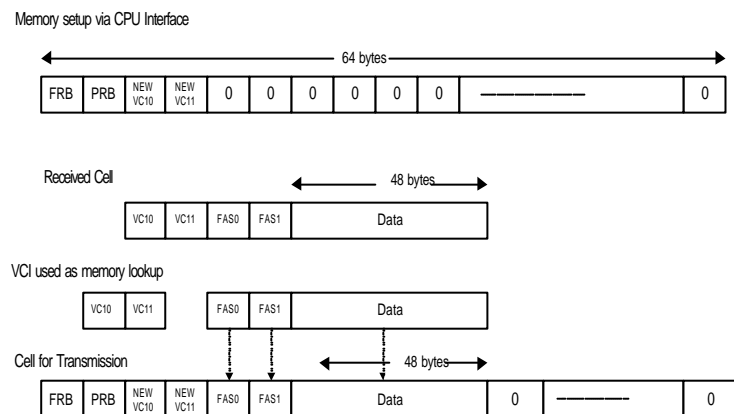 Memory setup via CPU Interface
64 bytes
FRB PRB NEW VC10 NEW VC11 0 0 0 0 0 0 0
Received Cell
48 bytes
VC10 VC11 FAS0 FAS1 Data
VCI used as memory lookup
VC10 VC11 FAS0 FAS1 Data
Cell for Transmission
48 bytes
FRB PRB NEW VC10 NEW VC11 FAS0 FAS1 Data 0 0